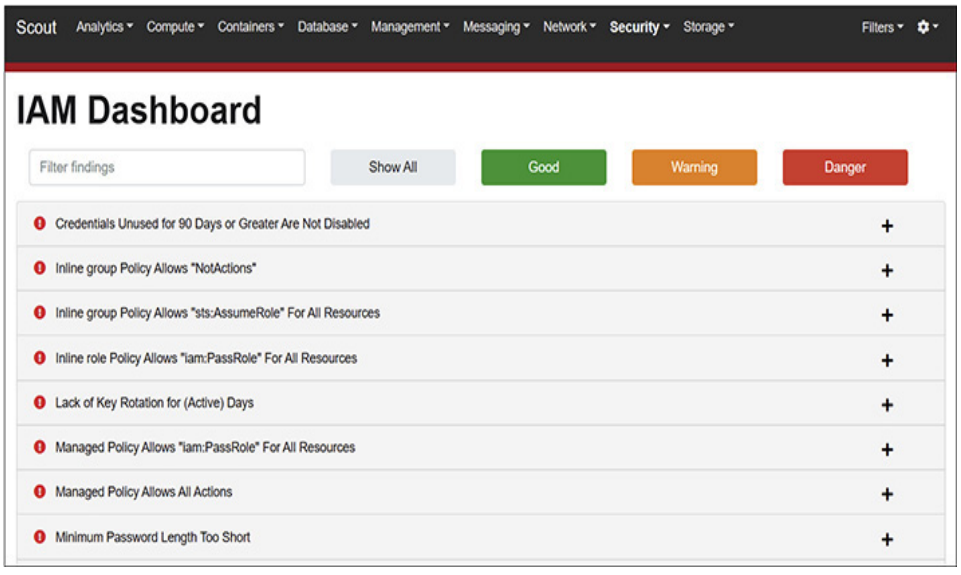 Scout Analytics Compute Containers Database Management Messaging Network Security Storage Filters
IAM Dashboard
Filter findings Show All Good Warning Danger
Credentials Unused for 90 Days or Greater Are Not Disabled
Inline group Policy Allows "NotActions"
Inline group Policy Allows "sts:AssumeRole" For All Resources
Inline role Policy Allows "iam:PassRole" For All Resources
Lack of Key Rotation for (Active) Days
Managed Policy Allows "iam:PassRole" For All Resources
Managed Policy Allows All Actions
Minimum Password Length Too Short